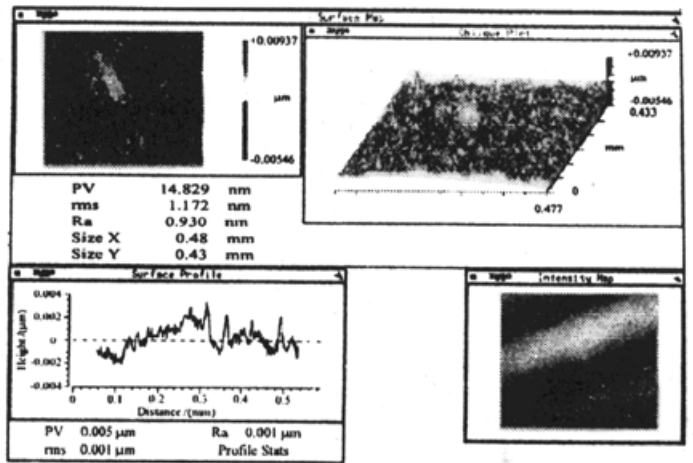 Surface Map
+0.00937
μm
-0.00546
Oblique Plot
+0.00937
μm
-0.00546
0.433
mm
0
0.477
PV 14.829 nm
rms 1.172 nm
Ra 0.930 nm
Size X 0.48 mm
Size Y 0.43 mm
Surface Profile
Height/(μm)
0.004
0.002
0
-0.002
-0.004
0 0.1 0.2 0.3 0.4 0.5
Distance /(mm)
PV 0.005 μm Ra 0.001 μm
rms 0.001 μm Profile Stats
Intensity Map